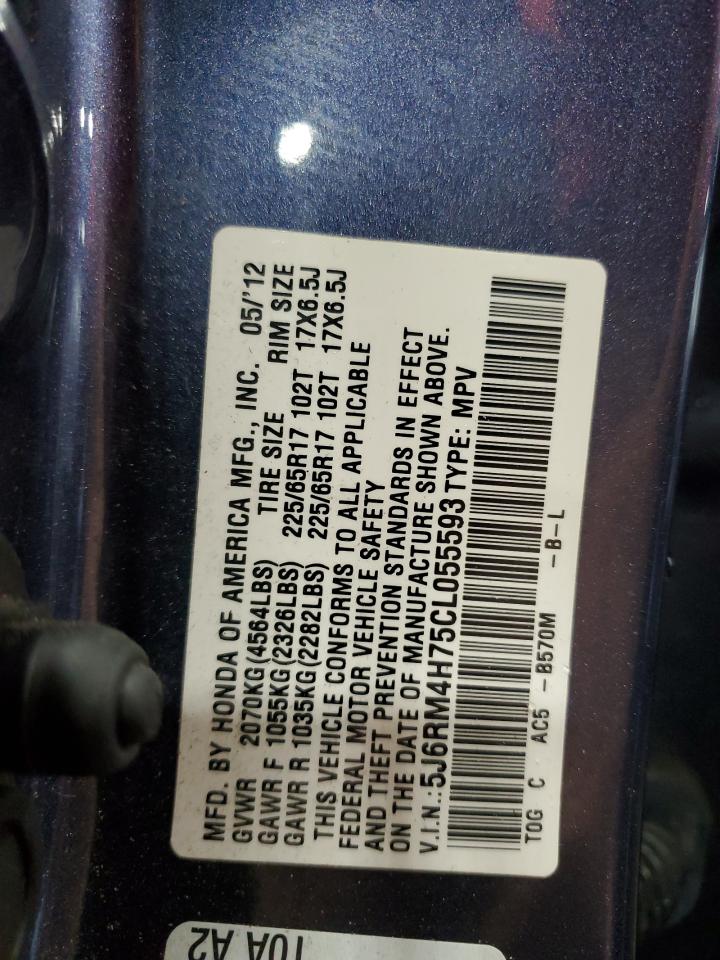 MFD. BY HONDA OF AMERICA MFG., INC. 05/'12
GVWR 2070KG(4564LBS) TIRE SIZE RIM SIZE
GAWR F 1055KG(2326LBS) 225/65R17 102T 17X6.5J
GAWR R 1035KG(2282LBS) 225/65R17 102T 17X6.5J
THIS VEHICLE CONFORMS TO ALL APPLICABLE
FEDERAL MOTOR VEHICLE SAFETY
AND THEFT PREVENTION STANDARDS IN EFFECT
ON THE DATE OF MANUFACTURE SHOWN ABOVE.
V.I.N.:5J6RM4H75CL055593 TYPE: MPV
TOG C AC5 -B570M -B-L
10A A2